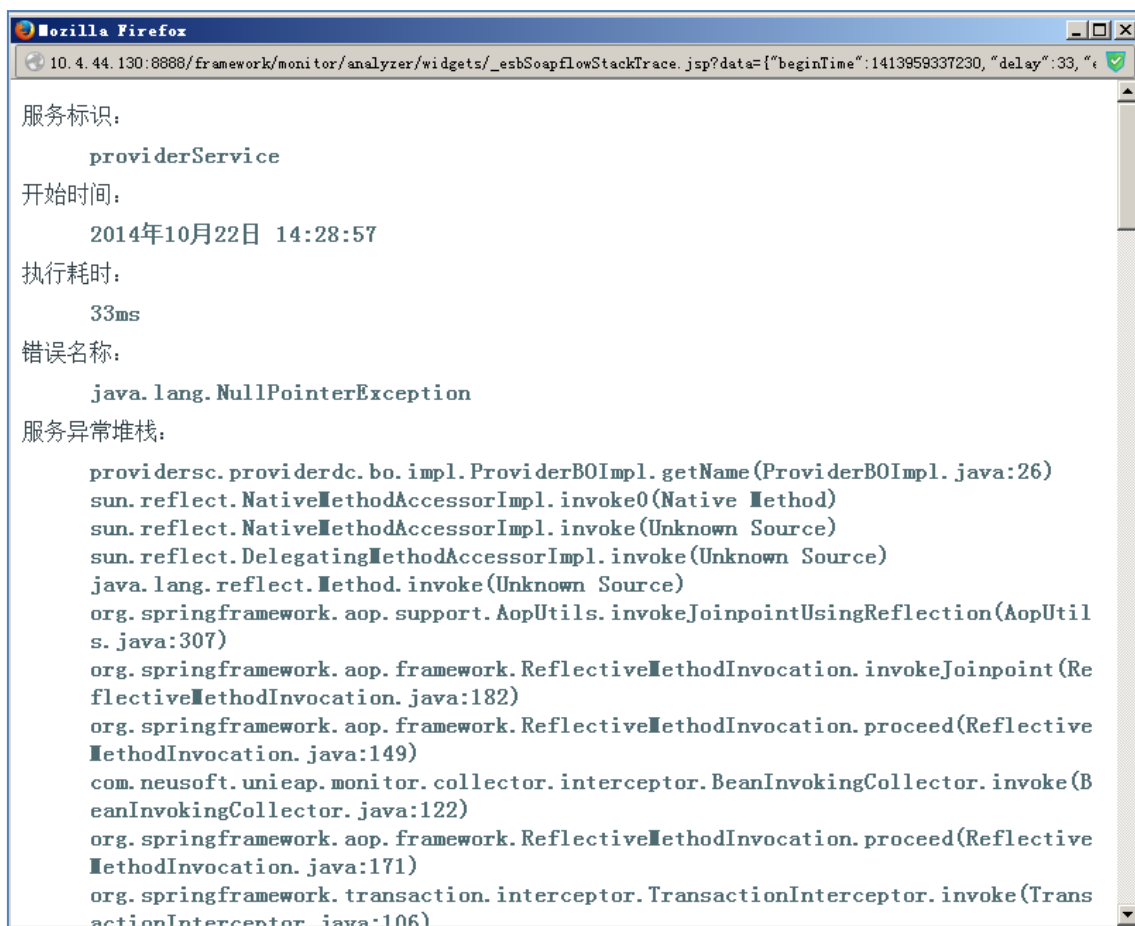 Mozilla Firefox
10.4.44.130:8888/framework/monitor/analyzer/widgets/_esbSoapflowStackTrace.jsp?data={"beginTime":1413959337230,"delay":33,"e
服务标识：
providerService
开始时间：
2014年10月22日 14:28:57
执行耗时：
33ms
错误名称：
java.lang.NullPointerException
服务异常堆栈：
providersc.providerdc.bo.impl.ProviderBOImpl.getName(ProviderBOImpl.java:26)
sun.reflect.NativeMethodAccessorImpl.invoke0(Native Method)
sun.reflect.NativeMethodAccessorImpl.invoke(Unknown Source)
sun.reflect.DelegatingMethodAccessorImpl.invoke(Unknown Source)
java.lang.reflect.Method.invoke(Unknown Source)
org.springframework.aop.support.AopUtils.invokeJoinpointUsingReflection(AopUtil
s.java:307)
org.springframework.aop.framework.ReflectiveMethodInvocation.invokeJoinpoint(Re
flectiveMethodInvocation.java:182)
org.springframework.aop.framework.ReflectiveMethodInvocation.proceed(Reflective
MethodInvocation.java:149)
com.neusoft.unieap.monitor.collector.interceptor.BeanInvokingCollector.invoke(B
eanInvokingCollector.java:122)
org.springframework.aop.framework.ReflectiveMethodInvocation.proceed(Reflective
MethodInvocation.java:171)
org.springframework.transaction.interceptor.TransactionInterceptor.invoke(Trans
actionInterceptor.java:106)